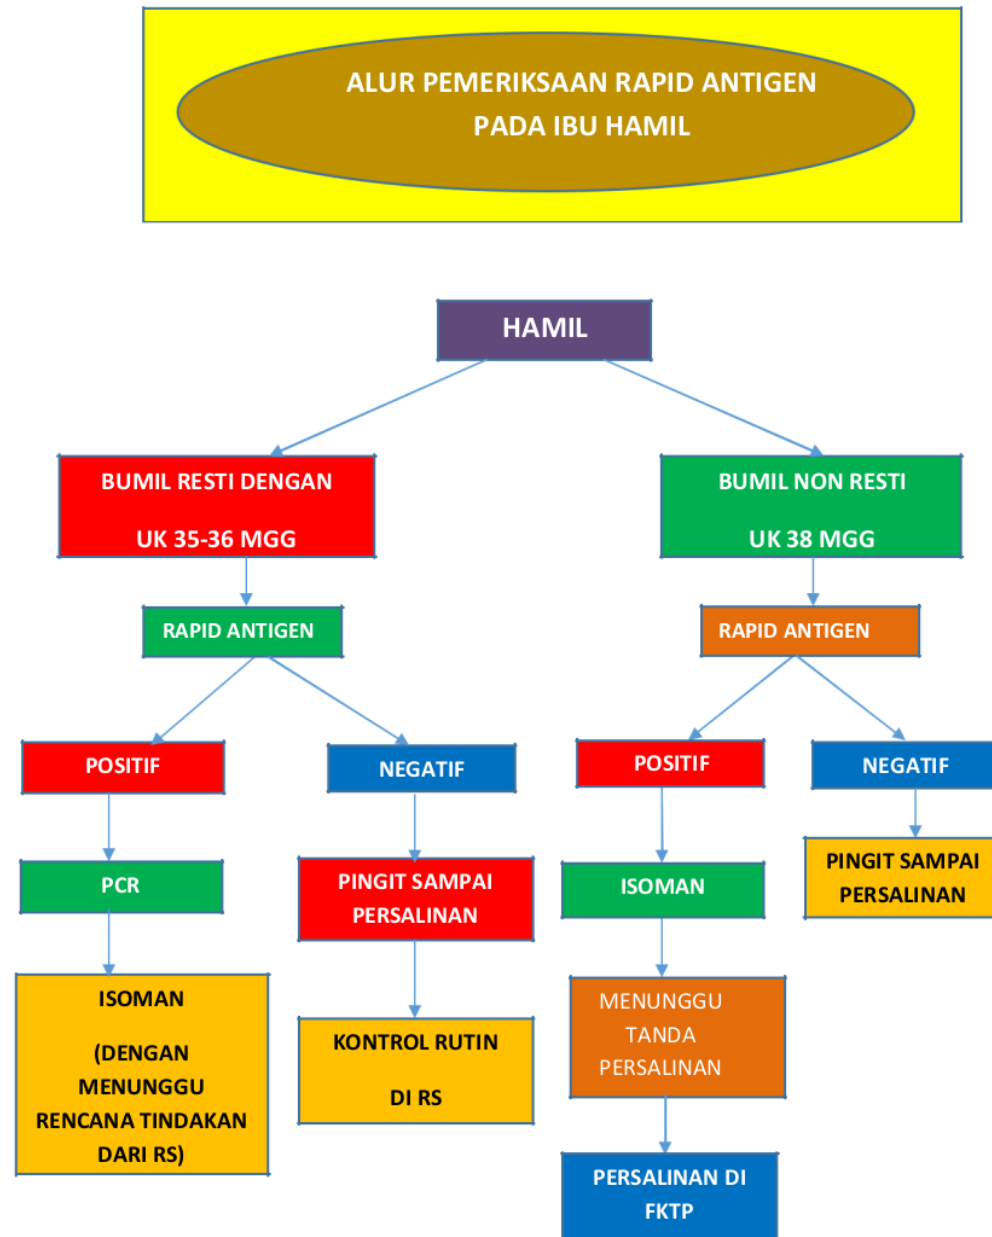 ALUR PEMERIKSAAN RAPID ANTIGEN
PADA IBU HAMIL
HAMIL
BUMIL RESTI DENGAN
UK 35-36 MGG
BUMIL NON RESTI
UK 38 MGG
RAPID ANTIGEN
RAPID ANTIGEN
POSITIF
NEGATIF
POSITIF
NEGATIF
PCR
PINGIT SAMPAI
PERSALINAN
ISOMAN
PINGIT SAMPAI
PERSALINAN
ISOMAN
(DENGAN
MENUNGGU
RENCANA TINDAKAN
DARI RS)
KONTROL RUTIN
DI RS
MENUNGGU
TANDA
PERSALINAN
PERSALINAN DI
FKTP